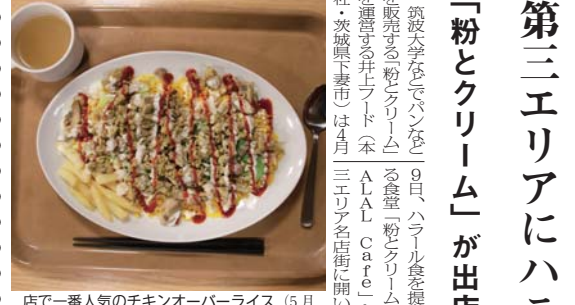 第三エリアにハ
「粉とクリーム」が出店
筑波大学などでパンなど
を販売する「粉とクリーム」
を運営する井上フード（本
社・茨城県下妻市）は4月
9日、ハラール食を提
る食堂「粉とクリーム
ALAL Cafe」
三エリア名店街に開い
店で一番人気のチキンオーバーライス（5月